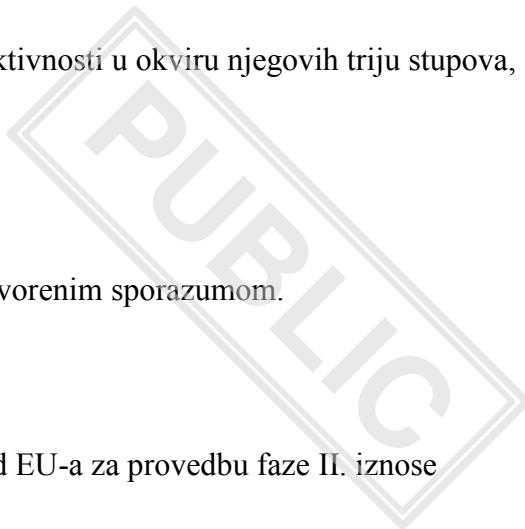 ktivnosti u okviru njegovih triju stupova,
PUBLIC
vorenim sporazumom.
d EU-a za provedbu faze II. iznose